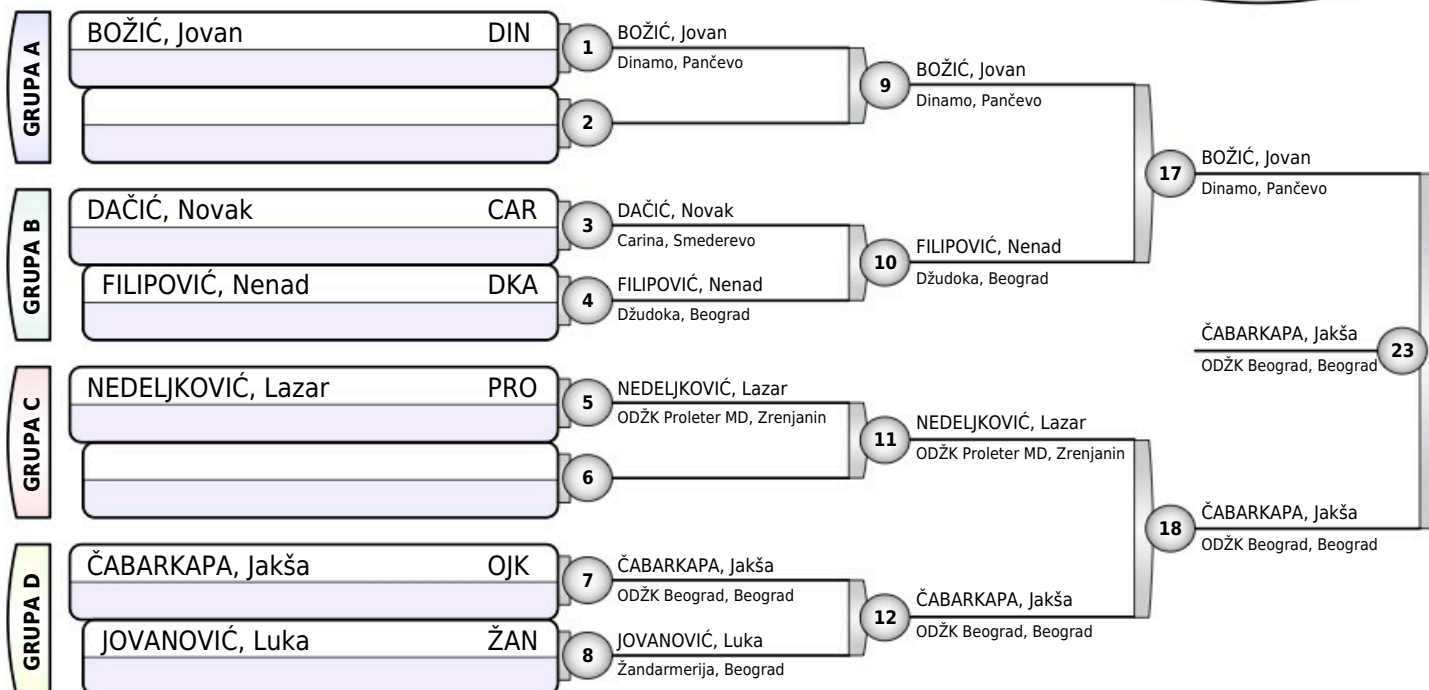 GRUPA A
BOŽIĆ, Jovan DIN
1
BOŽIĆ, Jovan
Dinamo, Pančevo
2
9
BOŽIĆ, Jovan
Dinamo, Pančevo
GRUPA B
DAČIĆ, Novak CAR
3
DAČIĆ, Novak
Carina, Smederevo
FILIPOVIĆ, Nenad DKA
4
FILIPOVIĆ, Nenad
Džudoka, Beograd
10
FILIPOVIĆ, Nenad
Džudoka, Beograd
17
BOŽIĆ, Jovan
Dinamo, Pančevo
GRUPA C
NEDELJKOVIĆ, Lazar PRO
5
NEDELJKOVIĆ, Lazar
ODŽK Proleter MD, Zrenjanin
6
11
NEDELJKOVIĆ, Lazar
ODŽK Proleter MD, Zrenjanin
GRUPA D
ČABARKAPA, Jakša OJK
7
ČABARKAPA, Jakša
ODŽK Beograd, Beograd
JOVANOVIĆ, Luka ŽAN
8
JOVANOVIĆ, Luka
Žandarmerija, Beograd
12
ČABARKAPA, Jakša
ODŽK Beograd, Beograd
18
ČABARKAPA, Jakša
ODŽK Beograd, Beograd
ČABARKAPA, Jakša
ODŽK Beograd, Beograd
23